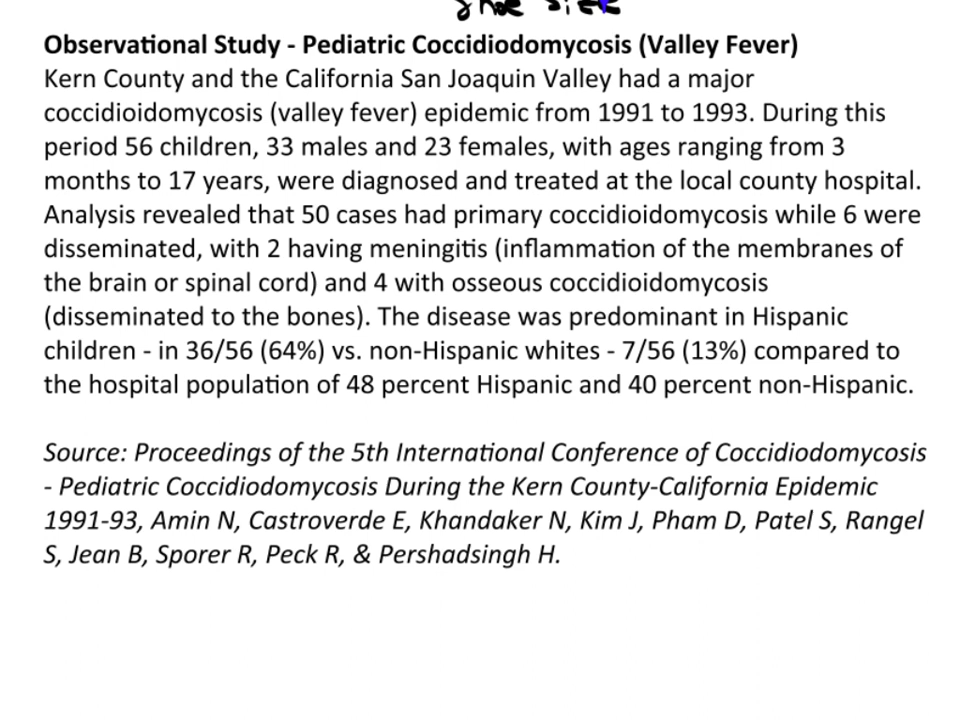 shoe size
Observational Study - Pediatric Coccidiodomycosis (Valley Fever)
Kern County and the California San Joaquin Valley had a major
coccidioidomycosis (valley fever) epidemic from 1991 to 1993. During this
period 56 children, 33 males and 23 females, with ages ranging from 3
months to 17 years, were diagnosed and treated at the local county hospital.
Analysis revealed that 50 cases had primary coccidioidomycosis while 6 were
disseminated, with 2 having meningitis (inflammation of the membranes of
the brain or spinal cord) and 4 with osseous coccidioidomycosis
(disseminated to the bones). The disease was predominant in Hispanic
children - in 36/56 (64%) vs. non-Hispanic whites - 7/56 (13%) compared to
the hospital population of 48 percent Hispanic and 40 percent non-Hispanic.
Source: Proceedings of the 5th International Conference of Coccidiodomycosis
- Pediatric Coccidiodomycosis During the Kern County-California Epidemic
1991-93, Amin N, Castroverde E, Khandaker N, Kim J, Pham D, Patel S, Rangel
S, Jean B, Sporer R, Peck R, & Pershadsingh H.